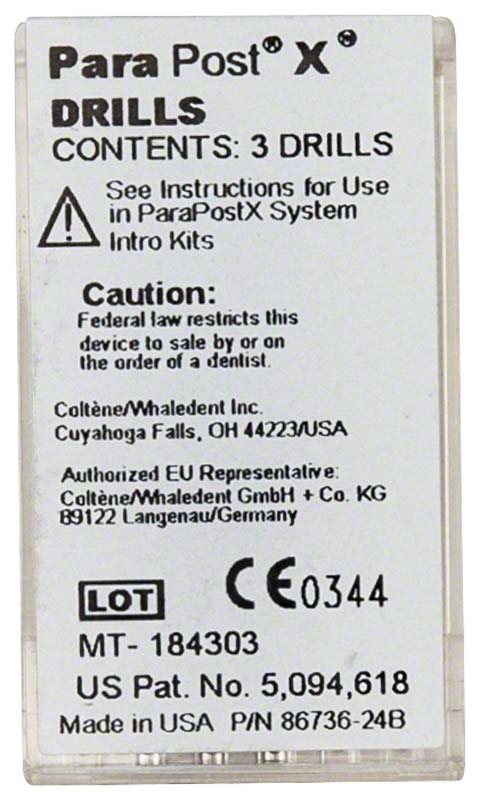 Para Post® X®
DRILLS
CONTENTS: 3 DRILLS
See Instructions for Use
in ParaPostX System
Intro Kits
Caution:
Federal law restricts this
device to sale by or on
the order of a dentist.
Coltène/Whaledent Inc.
Cuyahoga Falls, OH 44223/USA
Authorized EU Representative:
Coltène/Whaledent GmbH + Co. KG
89122 Langenau/Germany
LOT CE0344
MT- 184303
US Pat. No. 5,094,618
Made in USA P/N 86736-24B